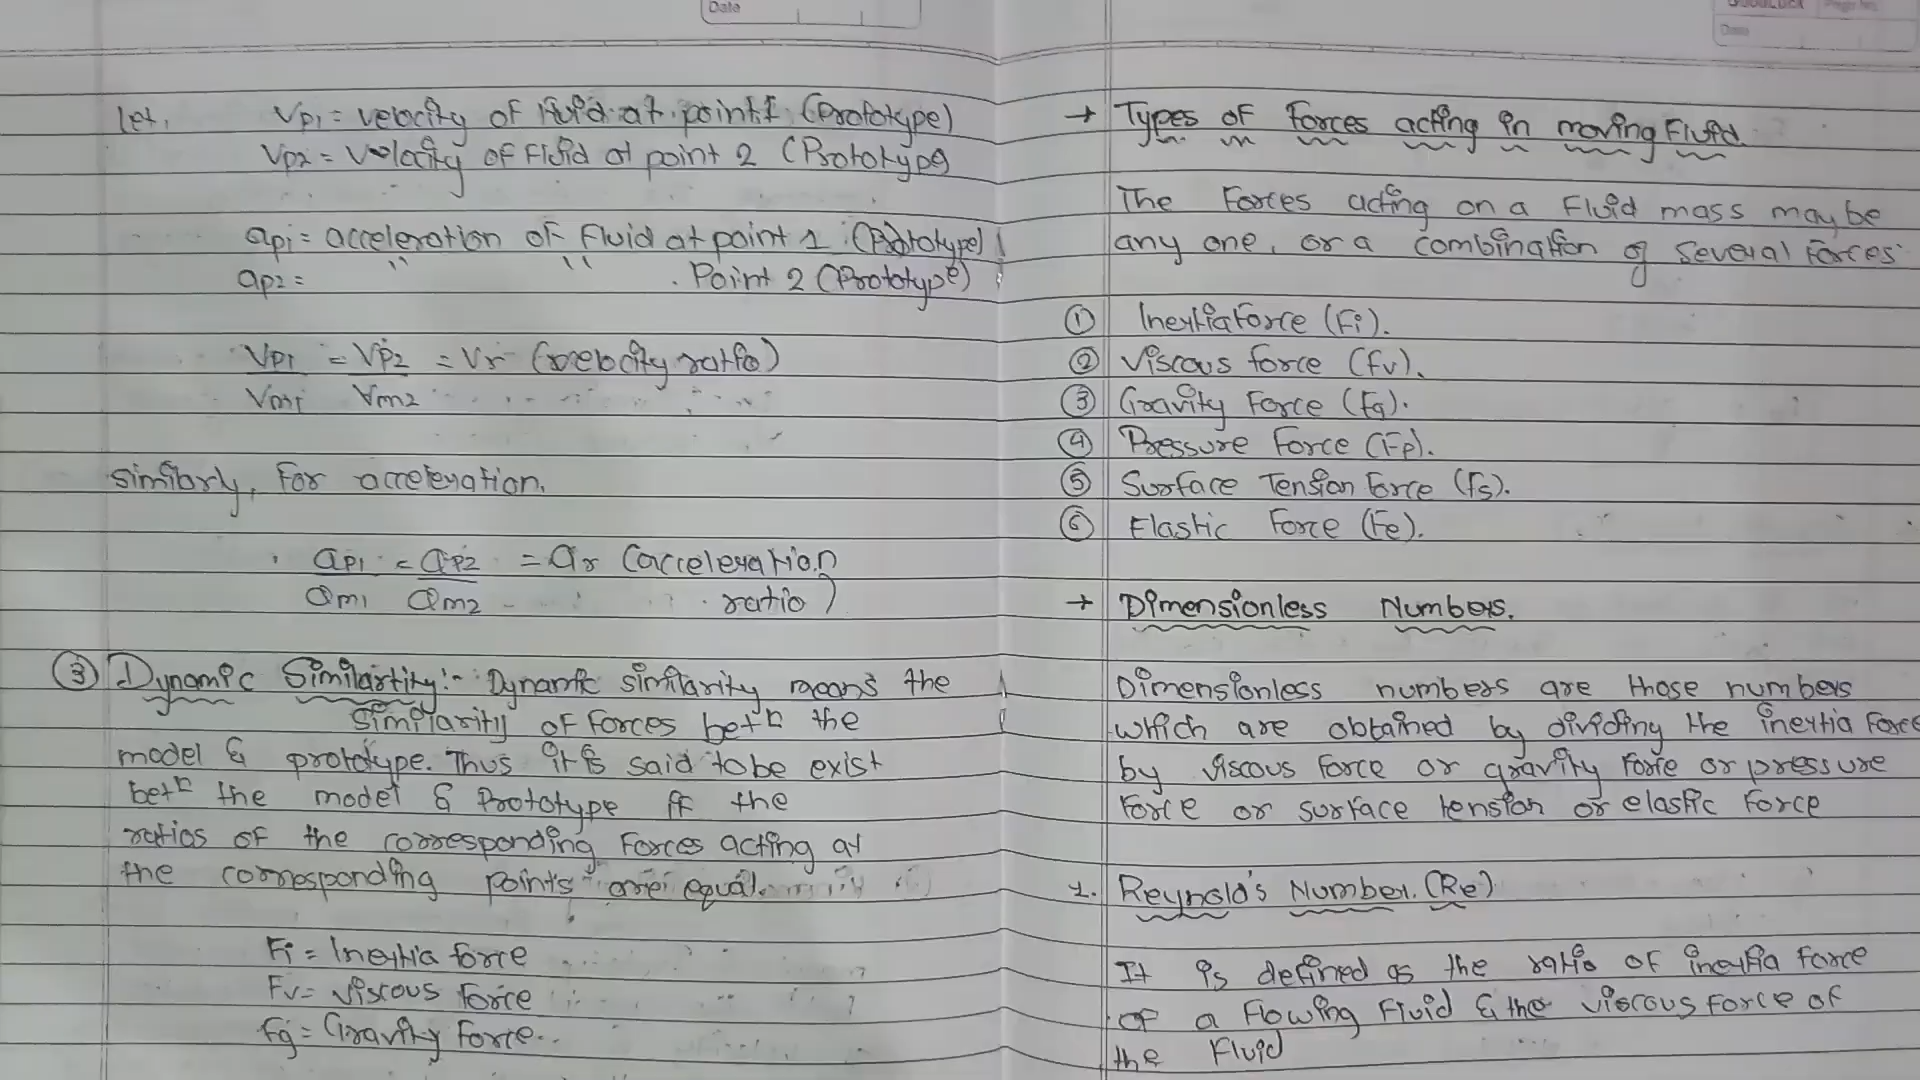 Date
let, Vp1 = velocity of fluid at point 1 (Prototype)
Vp2 = Velocity of Fluid at point 2 (Prototype
ap1 = acceleration of Fluid at point 1 (Prototype)
ap2 = " " Point 2 (Prototype)
Vp1 = Vp2 = Vr (velocity ratio)
Vm1 Vm2
similarly, For acceleration.
ap1 = ap2 = ar (acceleration
am1 am2 ratio)
③ Dynamic Similartity:- Dynamic similarity means the
similarity of forces betn the
model & prototype. Thus it is said to be exist
betn the model & Prototype if the
ratios of the corresponding Forces acting at
the corresponding points are equal.
Fi = Inertia force
Fv = viscous force
Fg = Gravity Force..
Date
→ Types of Forces acting in moving Fluid.
The Forces acting on a Fluid mass may be
any one, or a combination of several Forces
① Inertia Force (Fi).
② Viscous force (Fv).
③ Gravity Force (Fg).
④ Pressure Force (Fp).
⑤ Surface Tension Force (Fs).
⑥ Elastic Force (Fe).
→ Dimensionless Numbers.
Dimensionless numbers are those numbers
which are obtained by dividing the inertia Force
by viscous Force or gravity Force or pressure
Force or surface tension or elastic Force
1. Reynold's Number. (Re)
It is defined as the ratio of inertia Force
of a Flowing Fluid & the viscous Force of
the Fluid